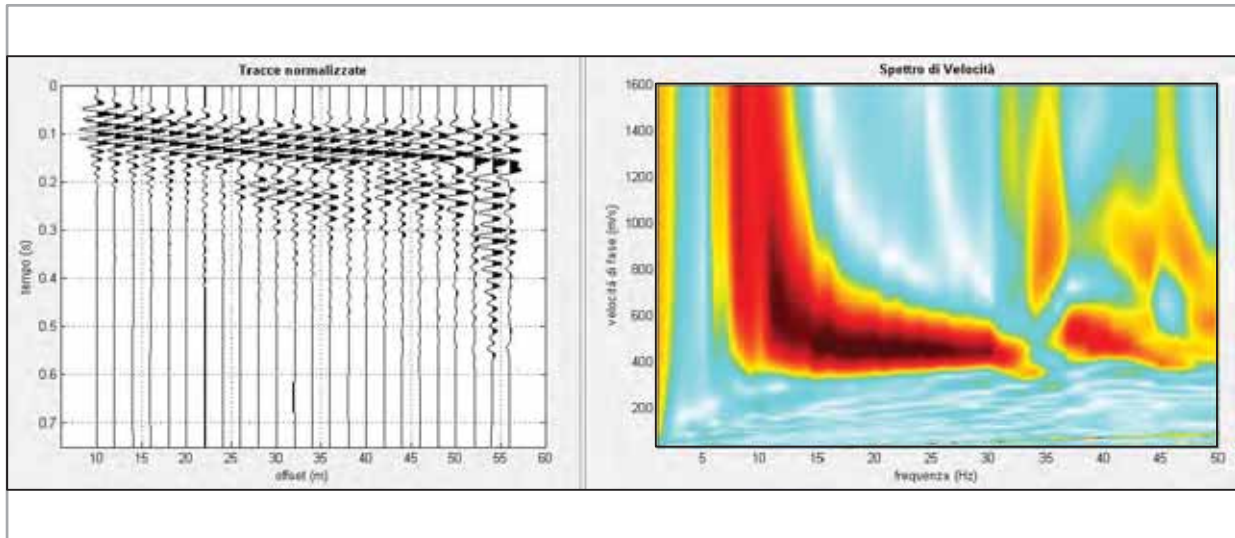 Tracce normalizzate
0
0.1
0.2
0.3
0.4
0.5
0.6
0.7
tempo (s)
10 15 20 25 30 35 40 45 50 55 60
offset (m)
Spettro di Velocità
1600
1400
1200
1000
800
600
400
200
velocità di fase (m/s)
5 10 15 20 25 30 35 40 45 50
frequenza (Hz)